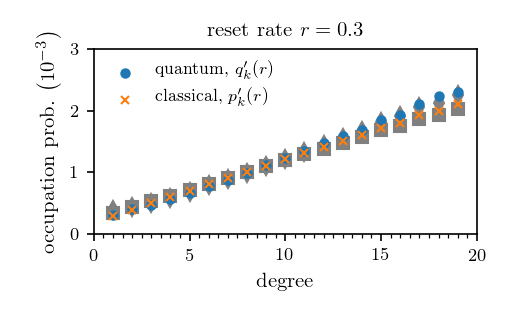 reset rate r = 0.3
occupation prob. (10⁻³)
3
2
1
0
quantum, q′ₖ(r)
classical, p′ₖ(r)
0 5 10 15 20
degree